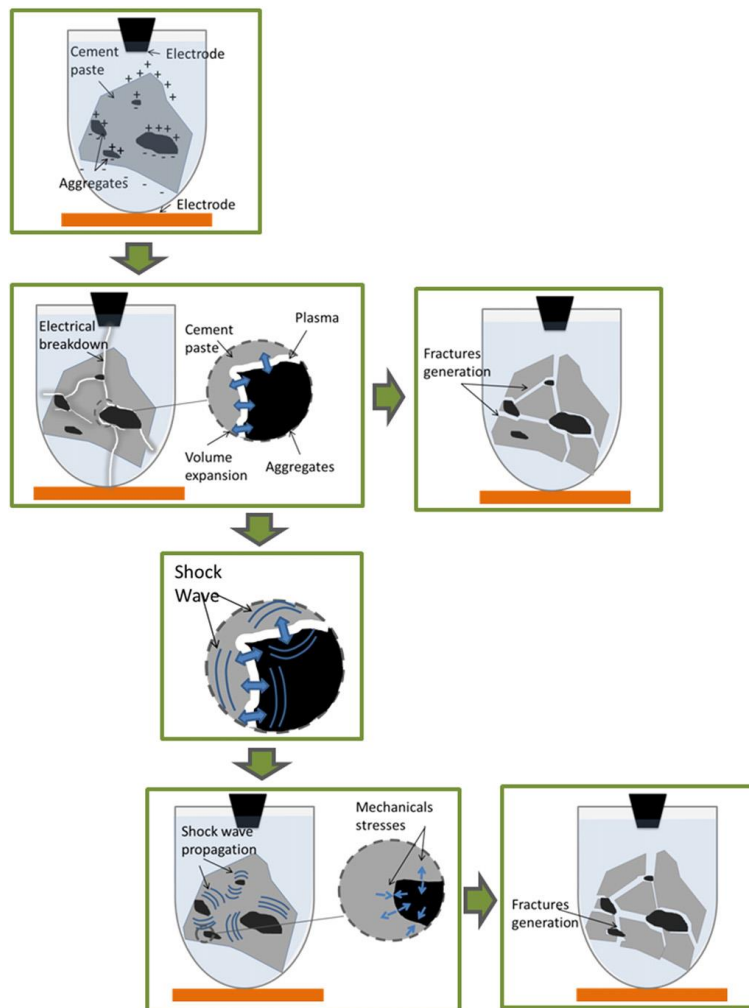 Cement
paste
Electrode
Aggregates
Electrode
Electrical
breakdown
Cement
paste
Plasma
Volume
expansion
Aggregates
Fractures
generation
Shock
Wave
Shock wave
propagation
Mechanicals
stresses
Fractures
generation